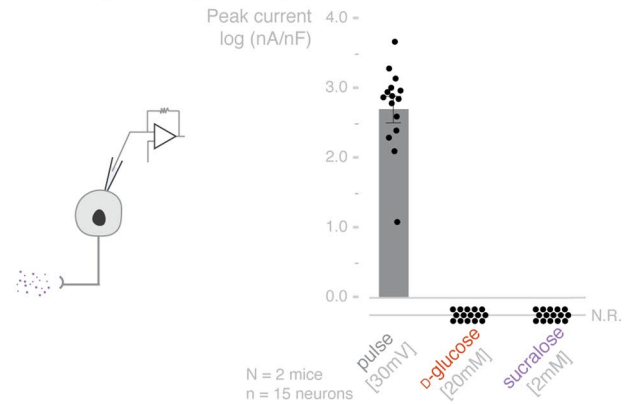 Peak current
log (nA/nF)
4.0
3.0
2.0
1.0
0.0
N.R.
pulse
[30mV]
D-glucose
[20mM]
sucralose
[2mM]
N = 2 mice
n = 15 neurons